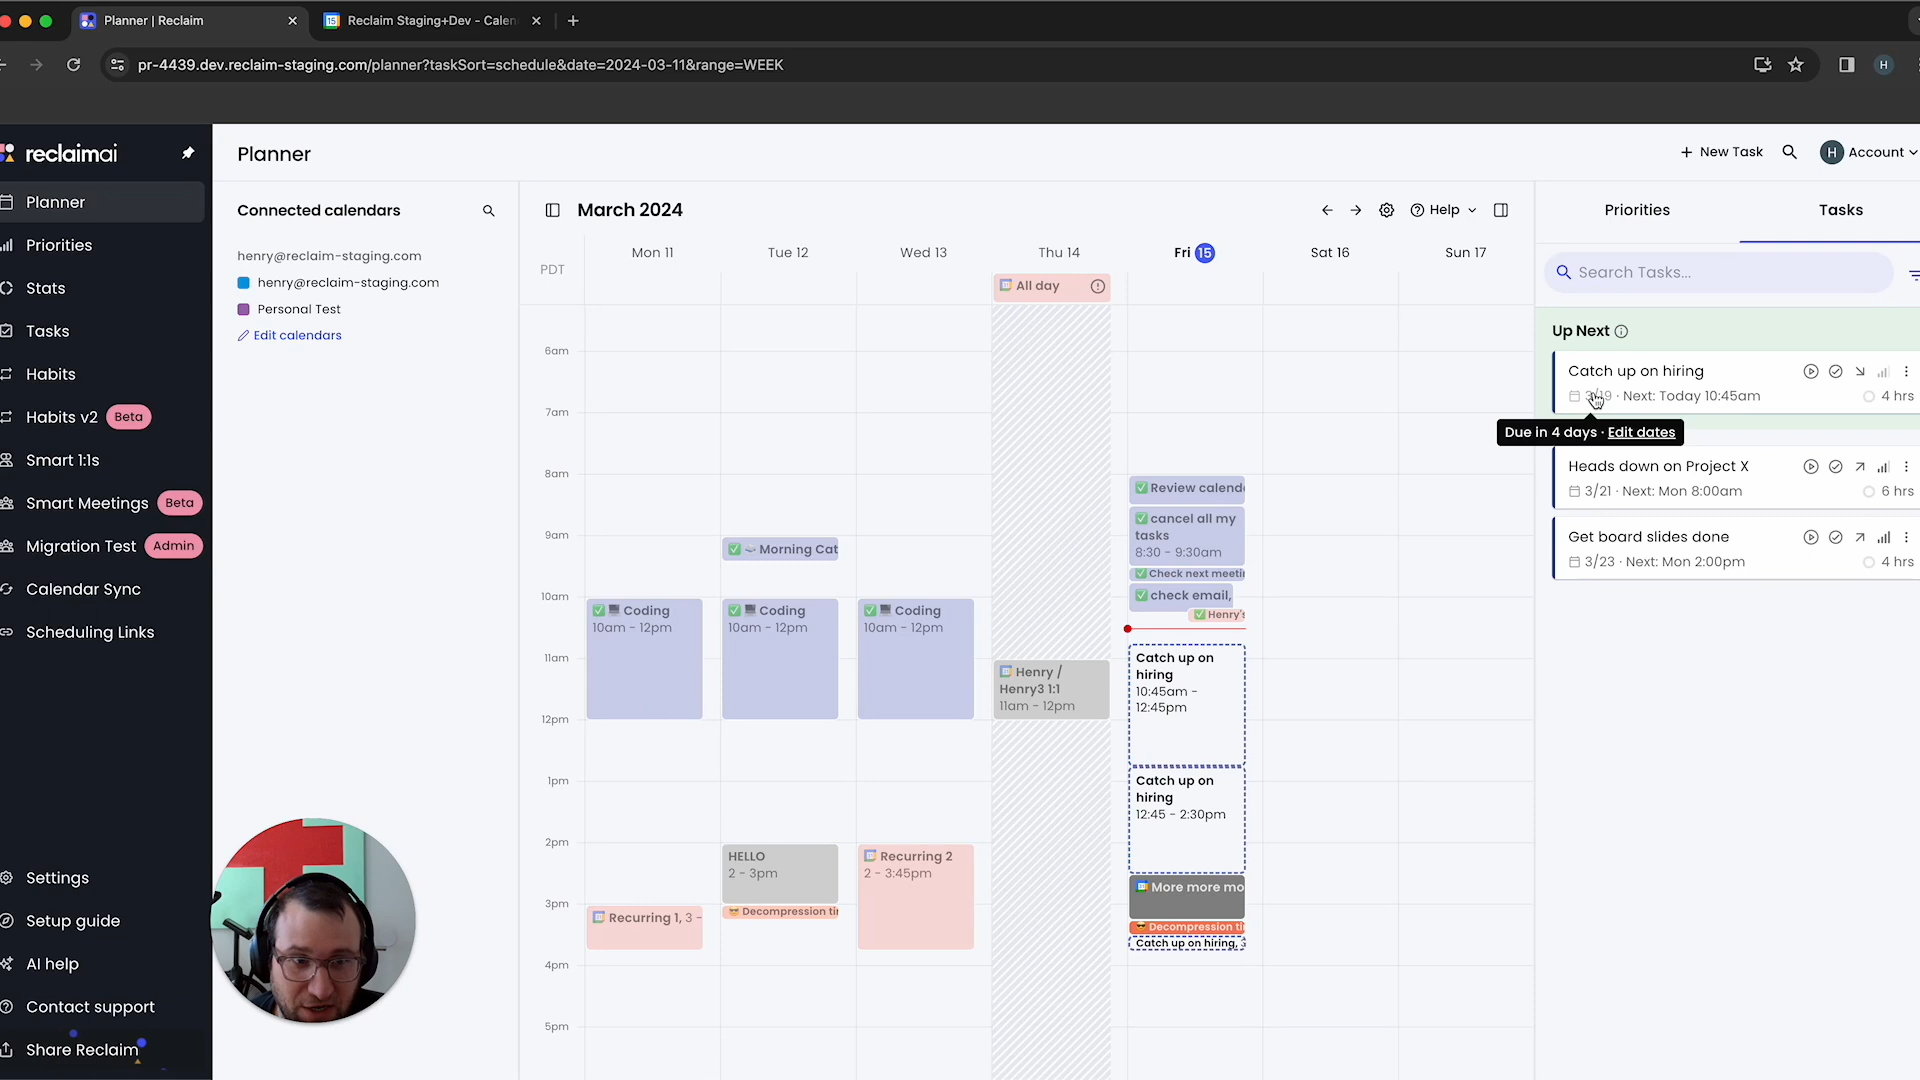 Planner | Reclaim
15
Reclaim Staging+Dev - Calen
pr-4439.dev.reclaim-staging.com/planner?taskSort=schedule&date=2024-03-11&range=WEEK
H
reclaimai
Planner
Priorities
Stats
Tasks
Habits
Habits v2 Beta
Smart 1:1s
Smart Meetings Beta
Migration Test Admin
Calendar Sync
Scheduling Links
Settings
Setup guide
AI help
Contact support
Share Reclaim
Planner
+ New Task
H Account
Connected calendars
henry@reclaim-staging.com
henry@reclaim-staging.com
Personal Test
Edit calendars
March 2024
Help
PDT
Mon 11
Tue 12
Wed 13
Thu 14
Fri 15
Sat 16
Sun 17
All day
6am
7am
8am
9am
10am
11am
12pm
1pm
2pm
3pm
4pm
5pm
Coding
10am - 12pm
Recurring 1, 3 -
Morning Cat
Coding
10am - 12pm
HELLO
2 - 3pm
Decompression tir
Coding
10am - 12pm
Recurring 2
2 - 3:45pm
Henry /
Henry3 1:1
11am - 12pm
Review calend
cancel all my
tasks
8:30 - 9:30am
Check next meetir
check email,
Henry's
Catch up on
hiring
10:45am -
12:45pm
Catch up on
hiring
12:45 - 2:30pm
More more mo
Decompression ti
Catch up on hiring,
Priorities
Tasks
Search Tasks...
Up Next
Catch up on hiring
3/19 · Next: Today 10:45am
4 hrs
Due in 4 days · Edit dates
Heads down on Project X
3/21 · Next: Mon 8:00am
6 hrs
Get board slides done
3/23 · Next: Mon 2:00pm
4 hrs